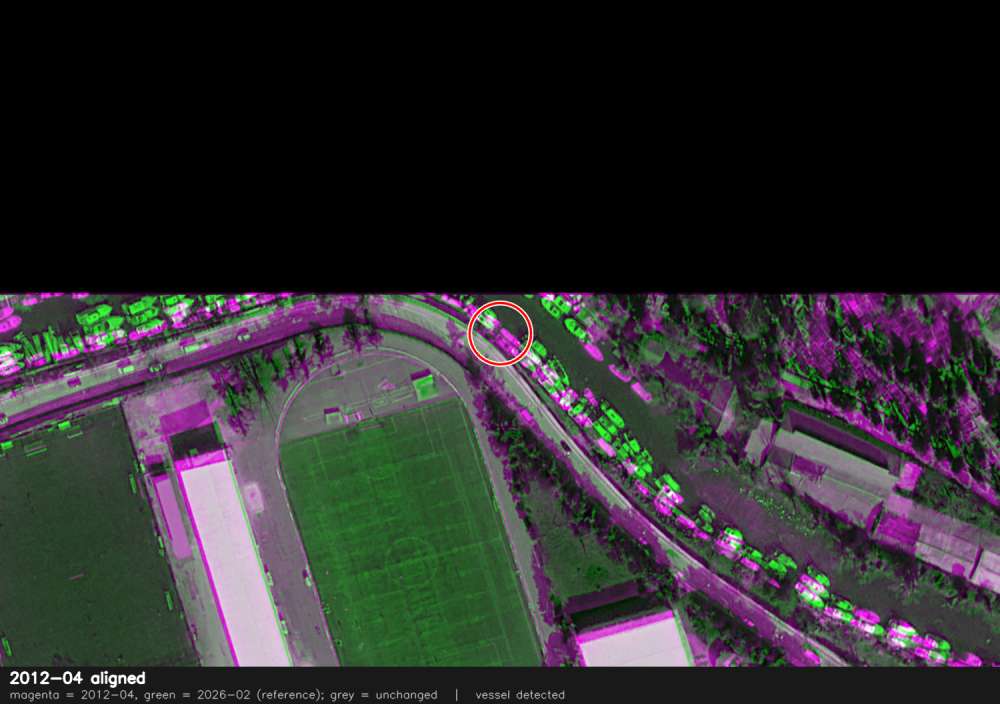 2012-04 aligned
magenta = 2012-04, green = 2026-02 (reference); grey = unchanged | vessel detected